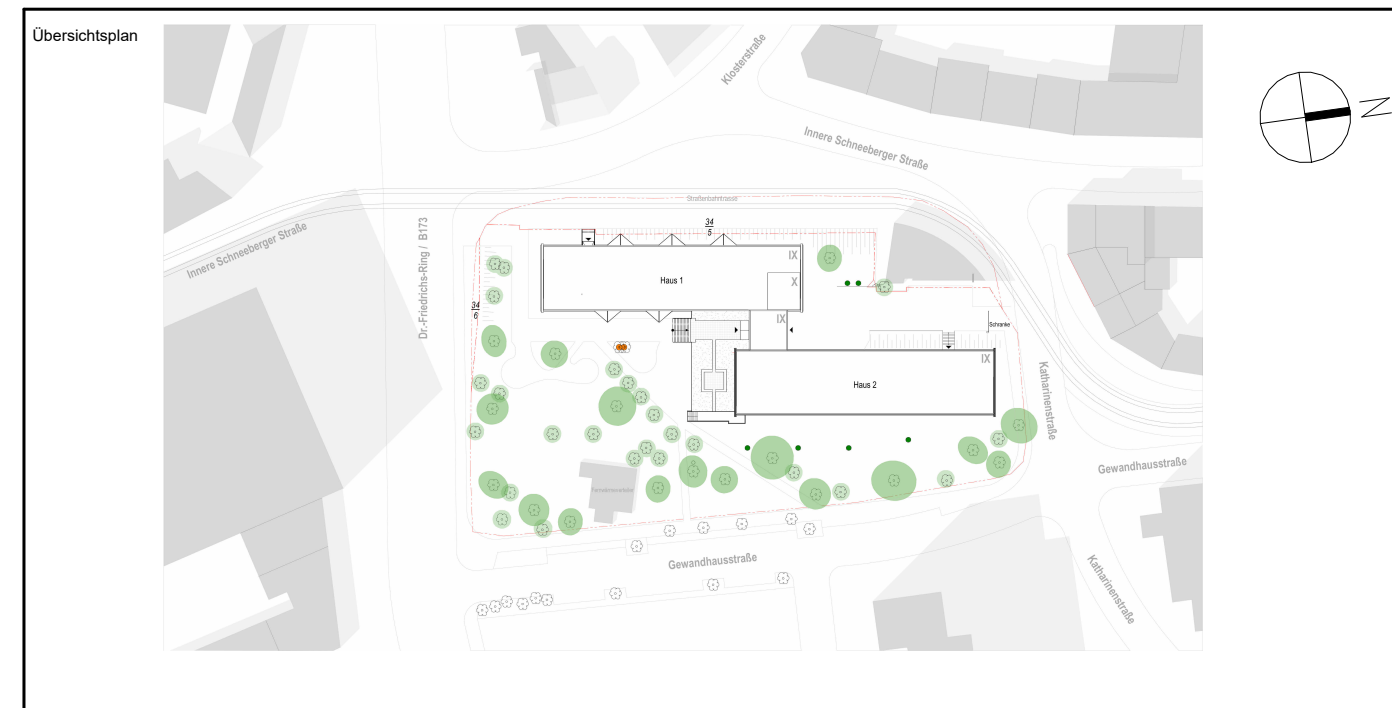 Übersichtsplan
Klosterstraße
Innere Schneeberger Straße
N
Straßenbahntrasse
34
5
Innere Schneeberger Straße
Dr.-Friedrichs-Ring / B173
IX
Haus 1
X
34
6
IX
Schranke
IX
Haus 2
Katharinenstraße
Gewandhausstraße
Gewandhausstraße
Katharinenstraße